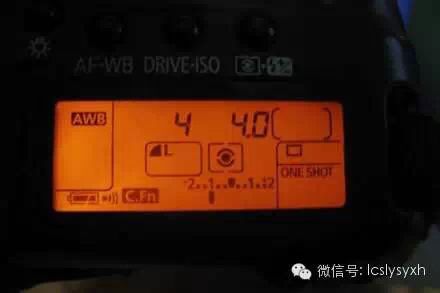 AF·WB DRIVE·ISO
AWB 4 4.0
L
ONE SHOT
-2..1..▼..1..+2
C.Fn
微信号: lcslysyxh